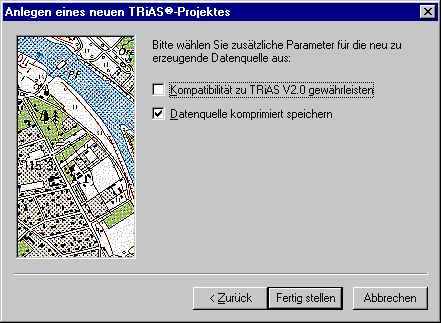 Anlegen eines neuen TRiAS®-Projektes
Bitte wählen Sie zusätzliche Parameter für die neu zu
erzeugende Datenquelle aus:
Kompatibilität zu TRiAS V2.0 gewährleisten
Datenquelle komprimiert speichern
< Zurück
Fertig stellen
Abbrechen